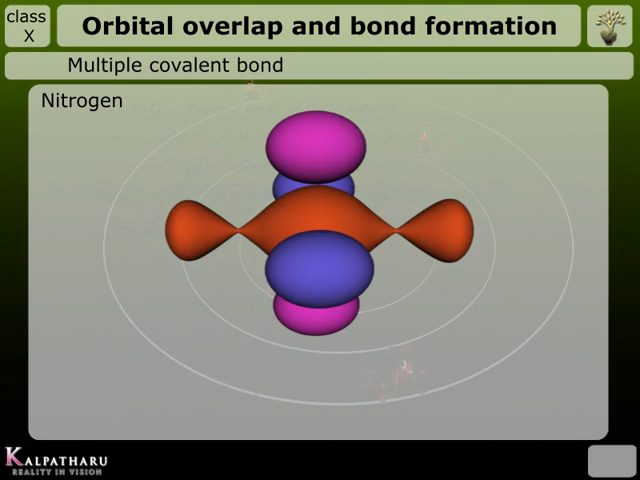 class
X
Orbital overlap and bond formation
Multiple covalent bond
Nitrogen
KALPATHARU
REALITY IN VISION